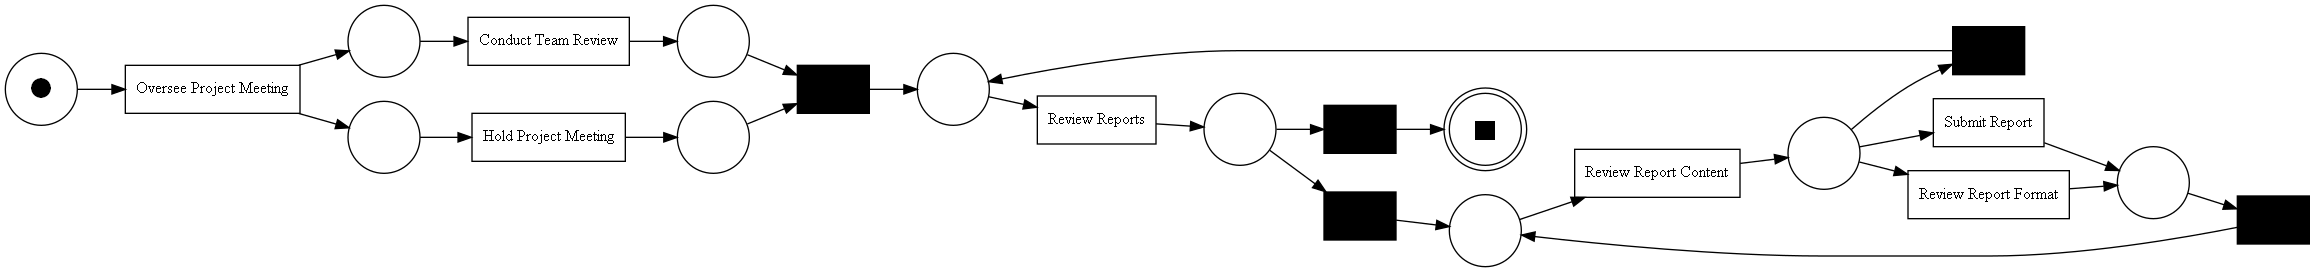 Conduct Team Review
Oversee Project Meeting
Hold Project Meeting
Review Reports
Review Report Content
Submit Report
Review Report Format